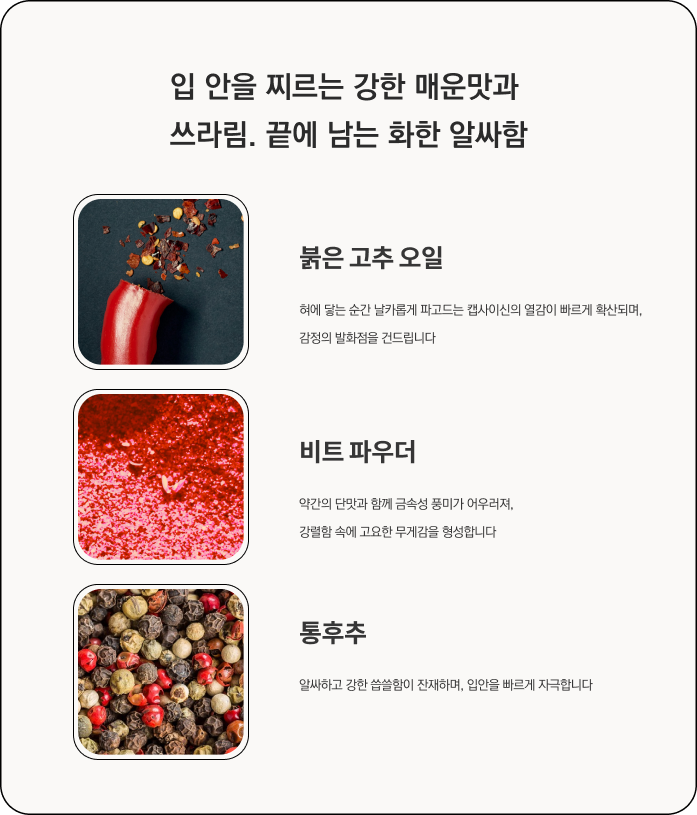 입 안을 찌르는 강한 매운맛과
쓰라림. 끝에 남는 화한 알싸함
붉은 고추 오일
혀에 닿는 순간 날카롭게 파고드는 캡사이신의 열감이 빠르게 확산되며,
감정의 발화점을 건드립니다
비트 파우더
약간의 단맛과 함께 금속성 풍미가 어우러져,
강렬함 속에 고요한 무게감을 형성합니다
통후추
알싸하고 강한 씁쓸함이 잔재하며, 입안을 빠르게 자극합니다